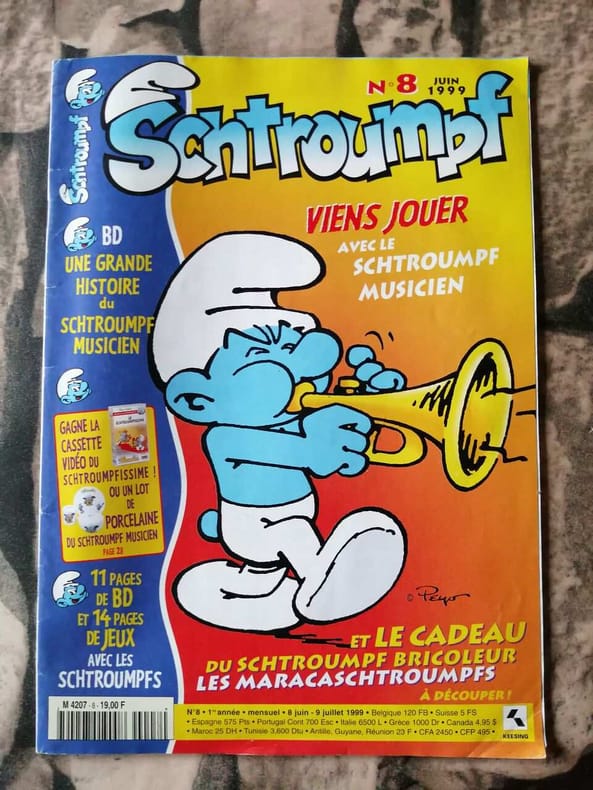 Schtroumpf
N°8 JUIN
1999
Schtroumpf
VIENS JOUER
AVEC LE
SCHTROUMPF
MUSICIEN
BD
UNE GRANDE
HISTOIRE
du
SCHTROUMPF
MUSICIEN
GAGNE LA
CASSETTE
VIDÉO DU
SCHTROUMPFISSIME !
OU UN LOT
DE
PORCELAINE
DU SCHTROUMPF MUSICIEN
PAGE 28
11 PAGES
DE BD
ET 14 PAGES
DE JEUX
AVEC LES
SCHTROUMPFS
© Peyo
ET LE CADEAU
DU SCHTROUMPF BRICOLEUR
LES MARACASCHTROUMPFS
À DÉCOUPER !
M 4207 - 8 - 19,00 F
N°8 • 1re année • mensuel • 8 juin - 9 juillet 1999 • Belgique 120 FB • Suisse 5 FS
• Espagne 575 Pts • Portugal Cont 700 Esc • Italie 6500 L • Grèce 1000 Dr • Canada 4,95 $
• Maroc 25 DH • Tunisie 3,600 Dtu • Antille, Guyane, Réunion 23 F • CFA 2450 • CFP 495 •
KEESING